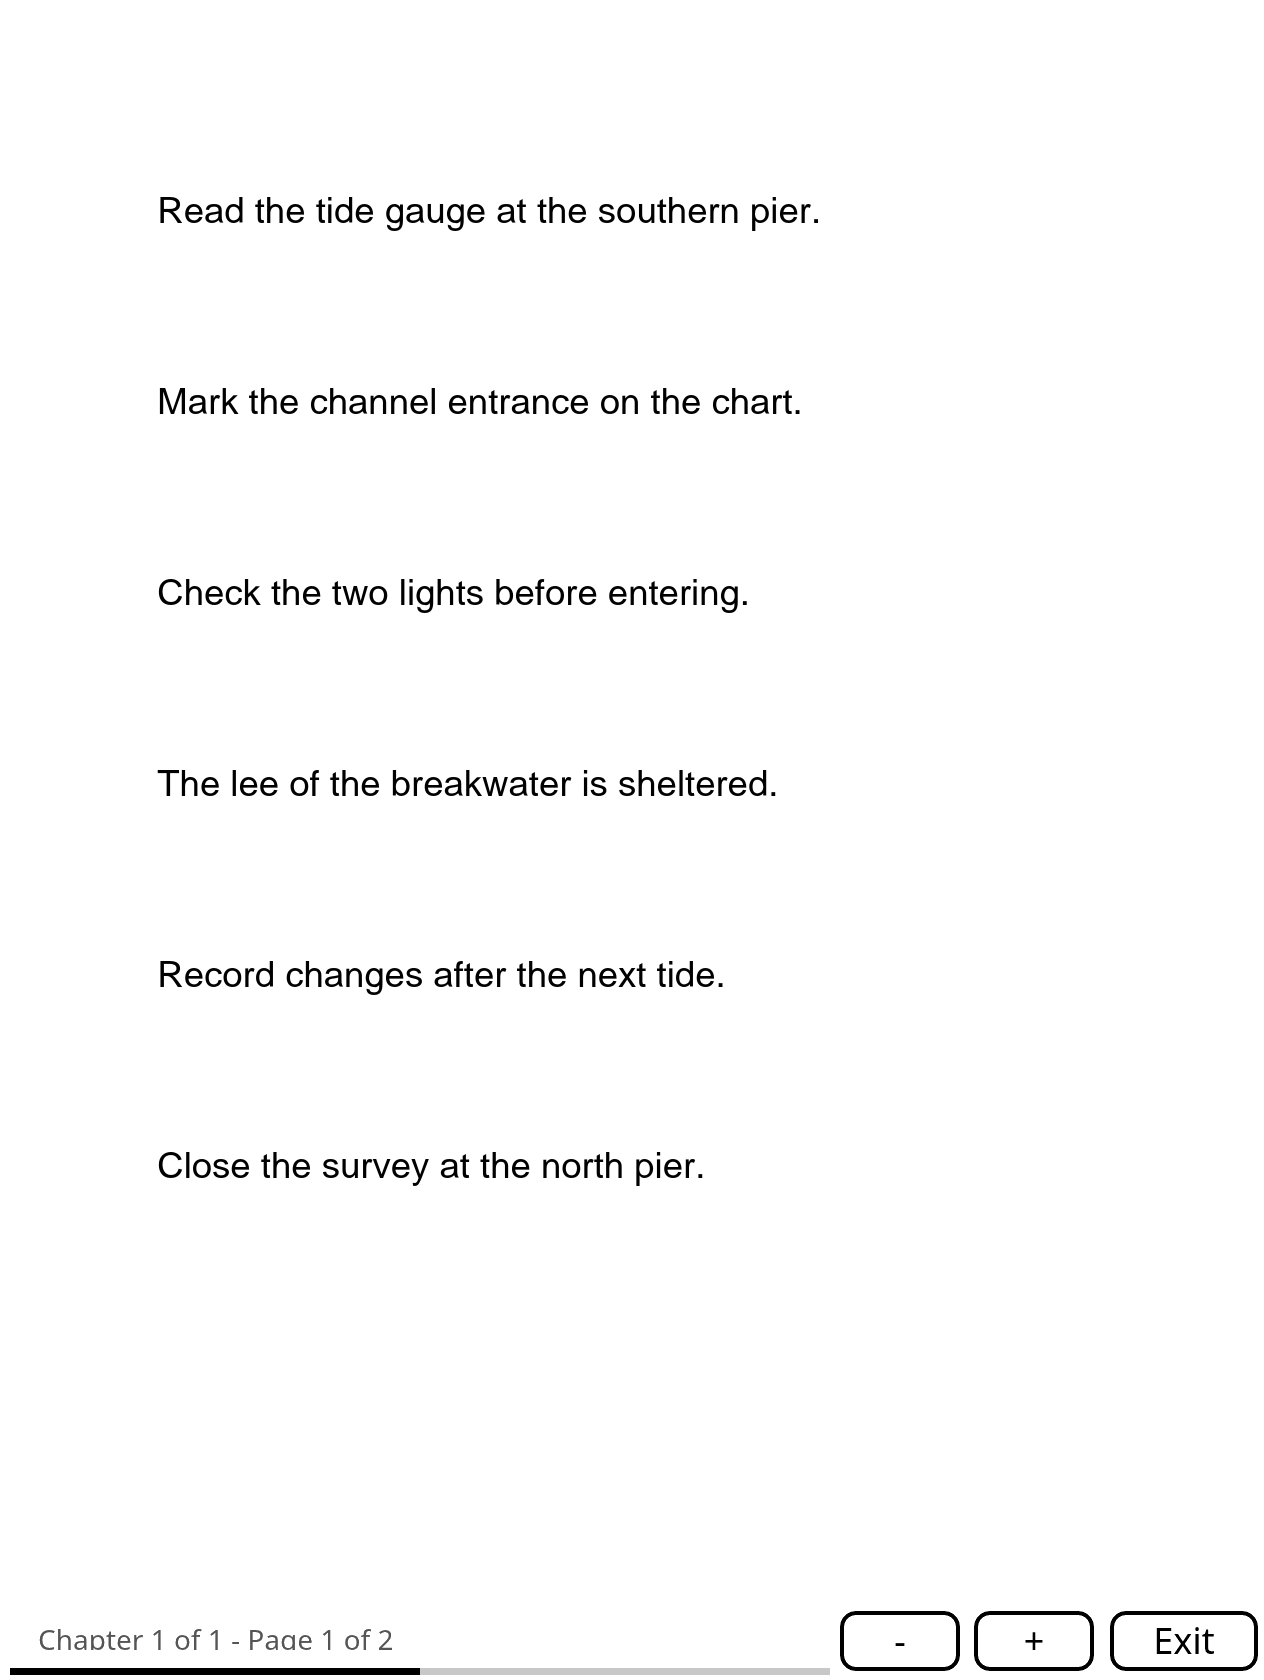 Read the tide gauge at the southern pier.
Mark the channel entrance on the chart.
Check the two lights before entering.
The lee of the breakwater is sheltered.
Record changes after the next tide.
Close the survey at the north pier.
Chapter 1 of 1 - Page 1 of 2
- + Exit